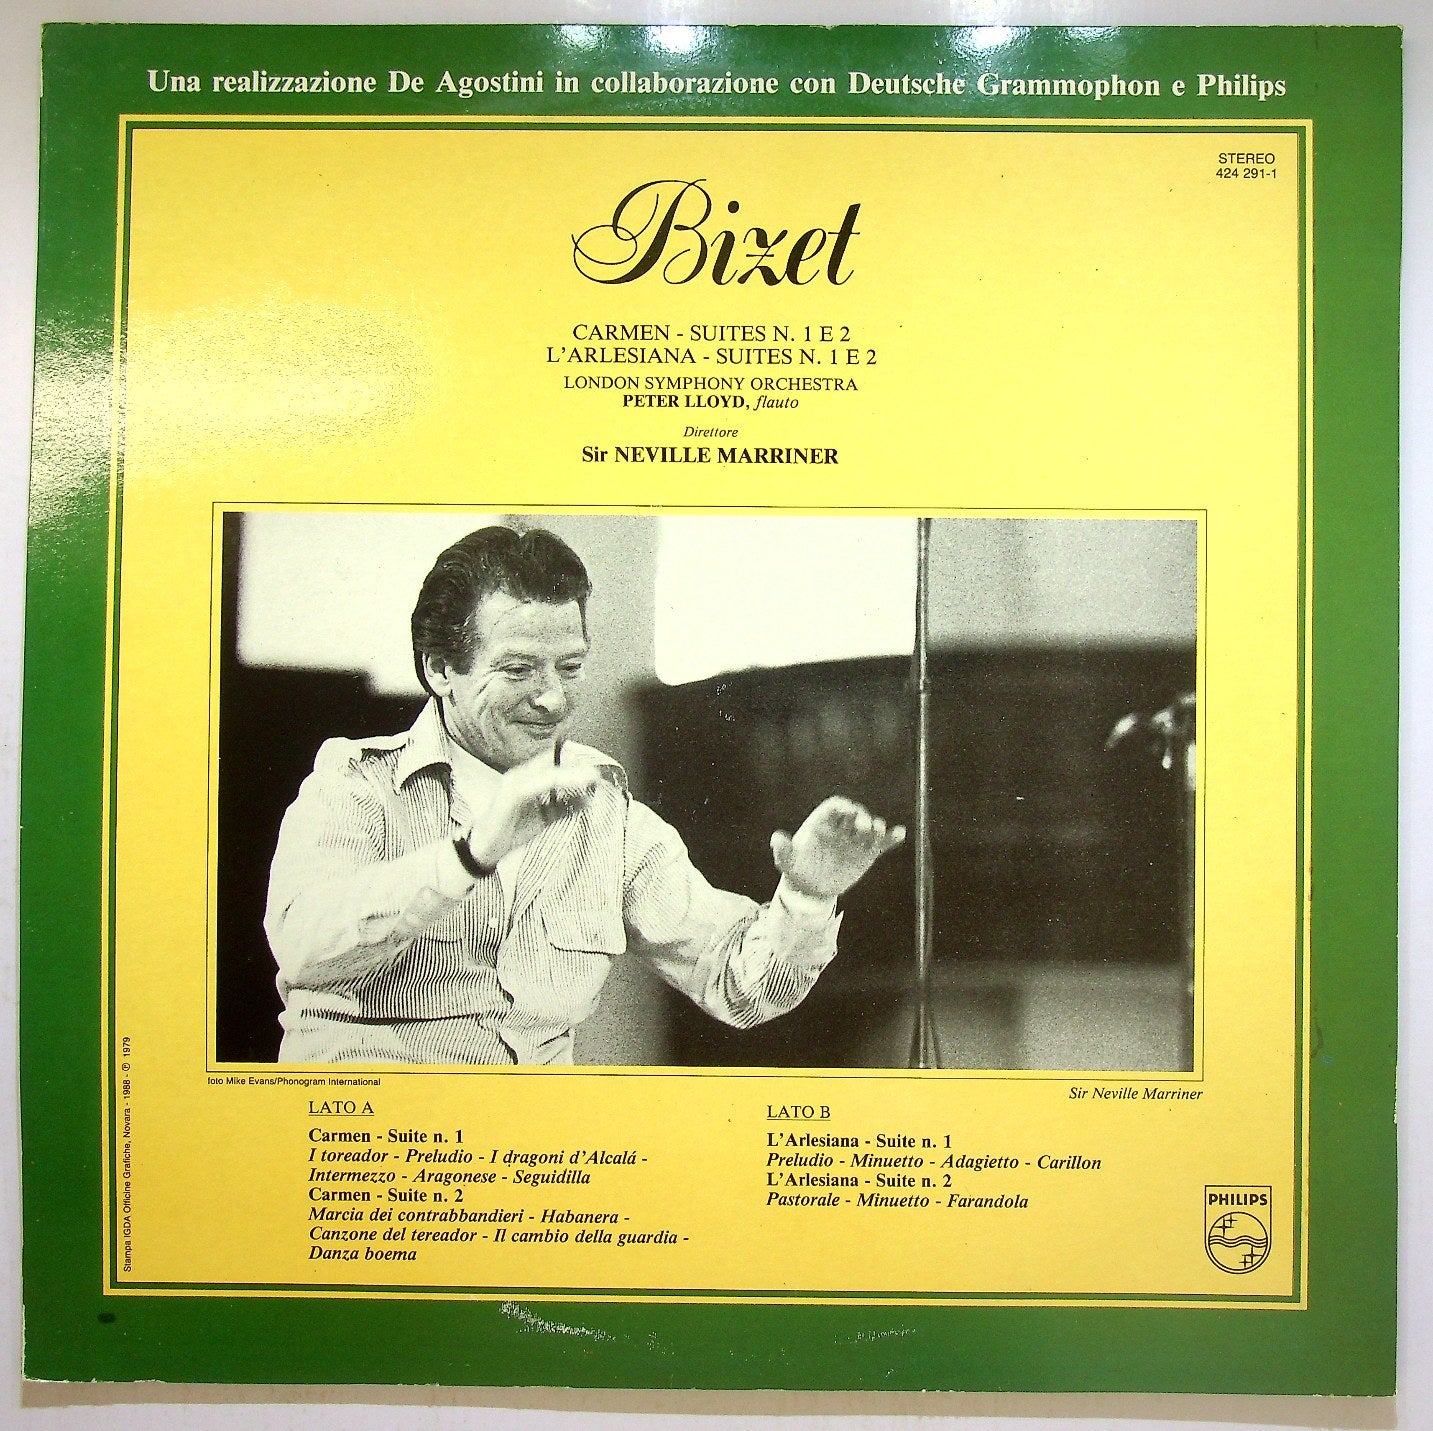 Una realizzazione De Agostini in collaborazione con Deutsche Grammophon e Philips
STEREO
424 291-1
Bizet
CARMEN - SUITES N. 1 E 2
L'ARLESIANA - SUITES N. 1 E 2
LONDON SYMPHONY ORCHESTRA
PETER LLOYD, flauto
Direttore
Sir NEVILLE MARRINER
foto Mike Evans/Phonogram International
Sir Neville Marriner
LATO A
Carmen - Suite n. 1
I toreador - Preludio - I dragoni d'Alcalá -
Intermezzo - Aragonese - Seguidilla
Carmen - Suite n. 2
Marcia dei contrabbandieri - Habanera -
Canzone del tereador - Il cambio della guardia -
Danza boema
LATO B
L'Arlesiana - Suite n. 1
Preludio - Minuetto - Adagietto - Carillon
L'Arlesiana - Suite n. 2
Pastorale - Minuetto - Farandola
PHILIPS
Stampa IGDA Officine Grafiche, Novara - 1988 - ℗ 1979